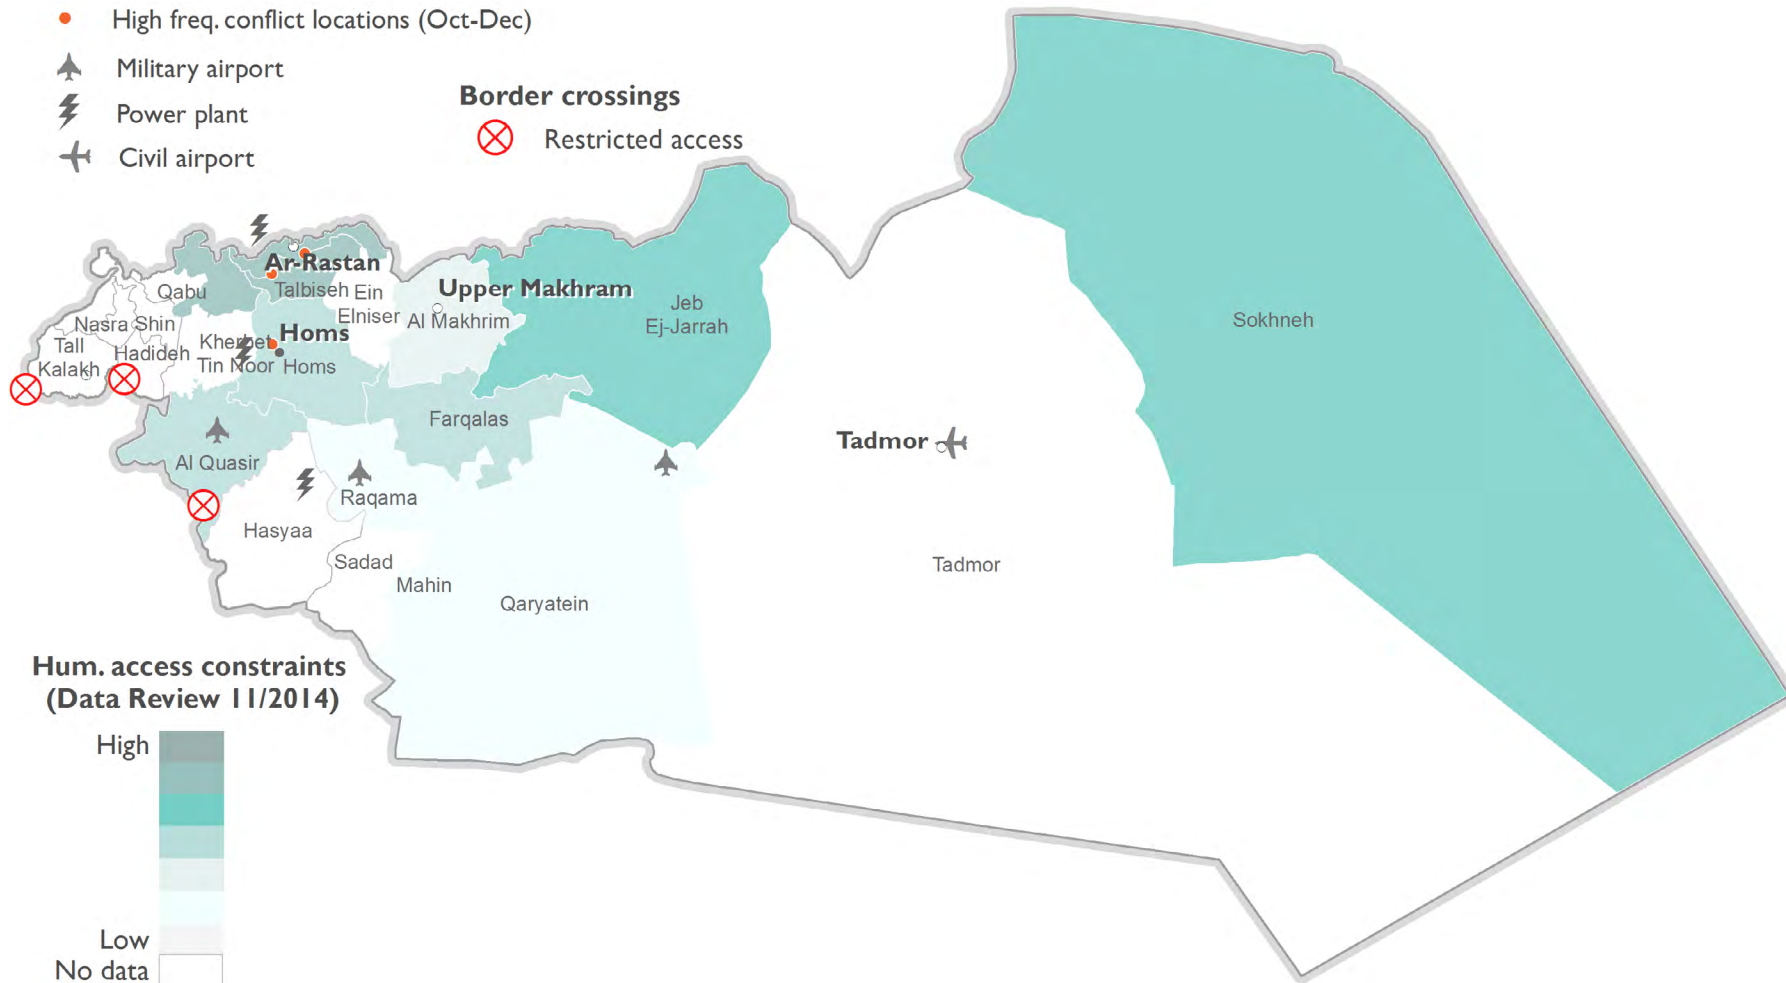 High freq. conflict locations (Oct-Dec)
Military airport
Power plant
Civil airport
Border crossings
Restricted access
Ar-Rastan
Qabu
Talbiseh
Ein
Elniser
Upper Makhram
Al Makhrim
Jeb
Ej-Jarrah
Sokhneh
Nasra
Shin
Homs
Tall
Kalakh
Hadideh
Kherbet
Tin Noor
Homs
Farqalas
Tadmor
Al Quasir
Raqama
Hasyaa
Sadad
Mahin
Qaryatein
Tadmor
Hum. access constraints
(Data Review 11/2014)
High
Low
No data